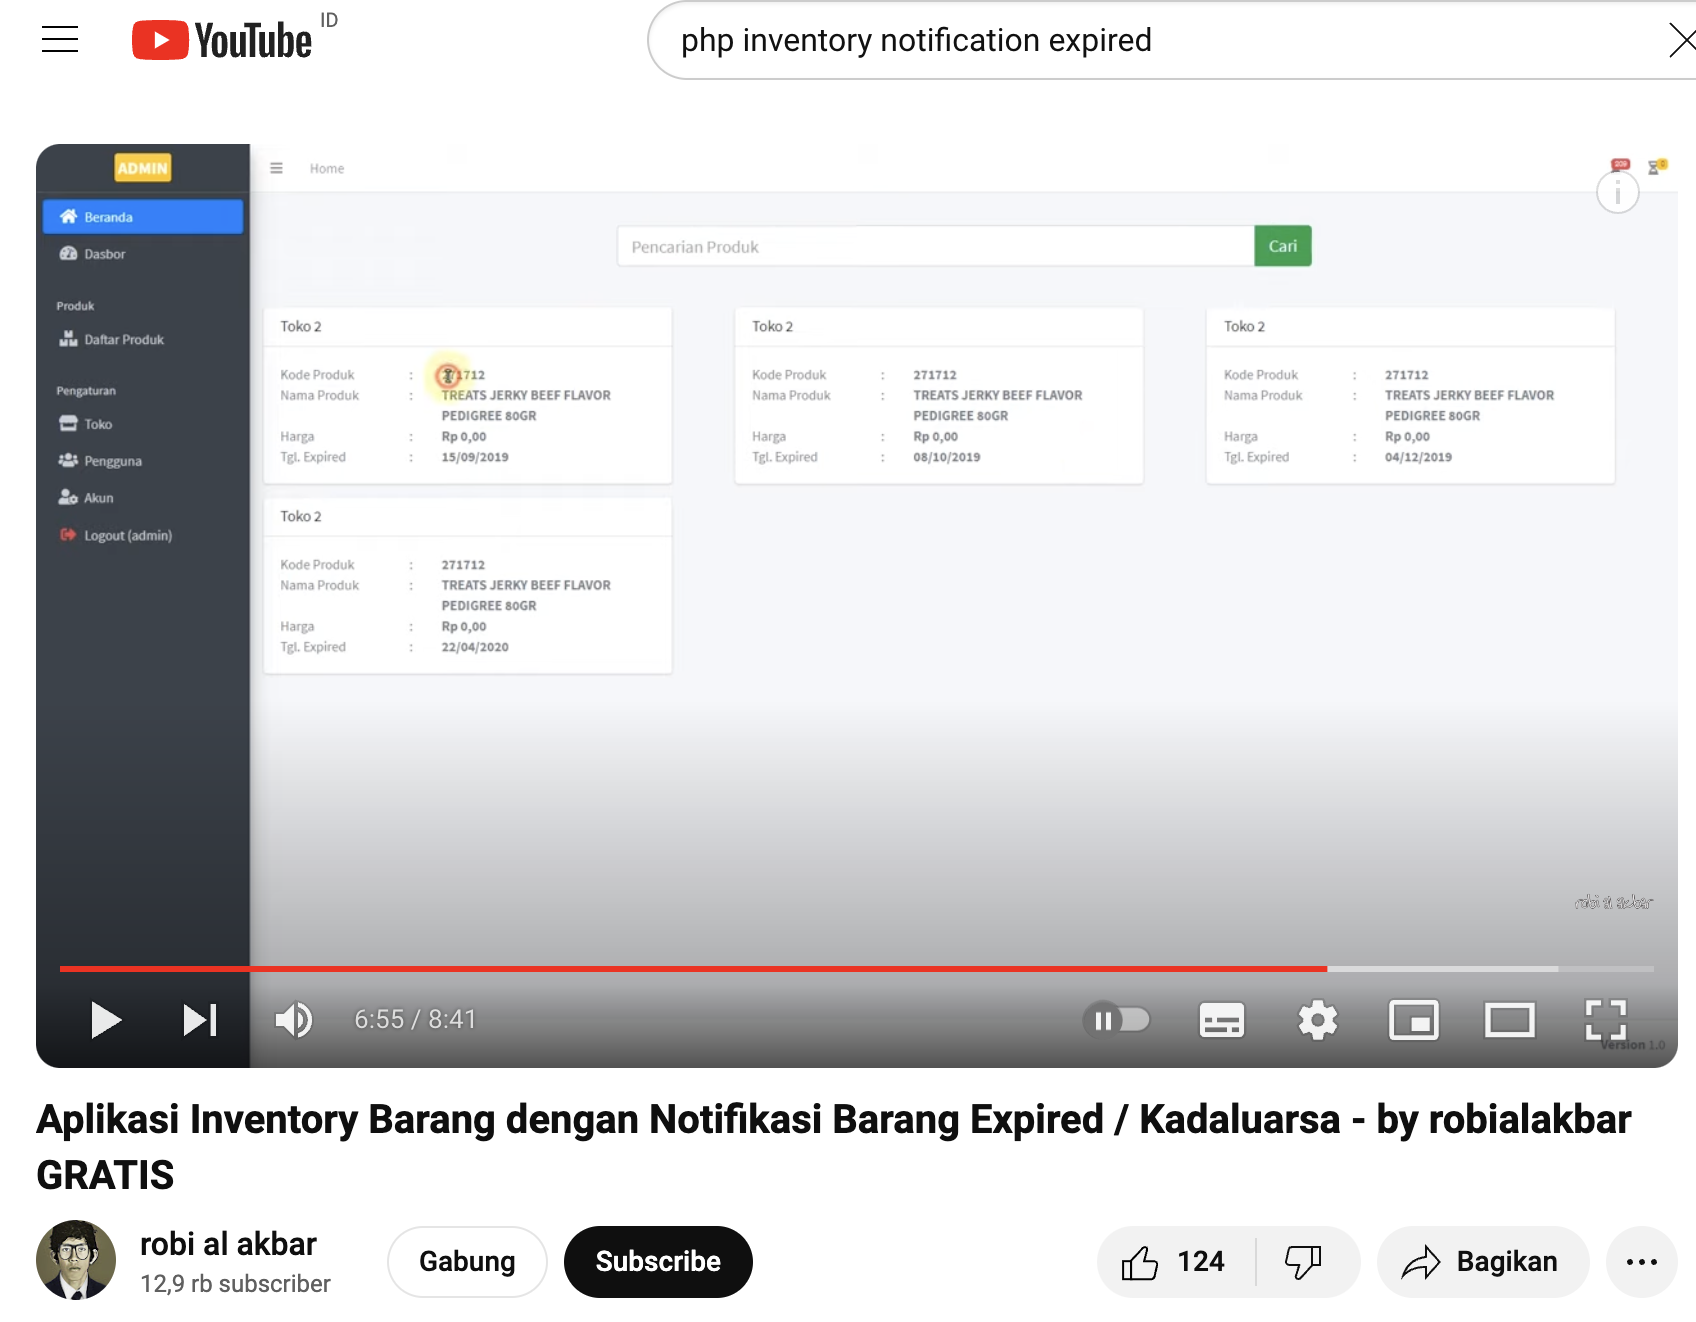 YouTube ID
php inventory notification expired
ADMIN
Home
209
0
Beranda
Dasbor
Produk
Daftar Produk
Pengaturan
Toko
Pengguna
Akun
Logout (admin)
Pencarian Produk
Cari
Toko 2
Kode Produk : 271712
Nama Produk : TREATS JERKY BEEF FLAVOR
PEDIGREE 80GR
Harga : Rp 0,00
Tgl. Expired : 15/09/2019
Toko 2
Kode Produk : 271712
Nama Produk : TREATS JERKY BEEF FLAVOR
PEDIGREE 80GR
Harga : Rp 0,00
Tgl. Expired : 08/10/2019
Toko 2
Kode Produk : 271712
Nama Produk : TREATS JERKY BEEF FLAVOR
PEDIGREE 80GR
Harga : Rp 0,00
Tgl. Expired : 04/12/2019
Toko 2
Kode Produk : 271712
Nama Produk : TREATS JERKY BEEF FLAVOR
PEDIGREE 80GR
Harga : Rp 0,00
Tgl. Expired : 22/04/2020
robi al akbar
6:55 / 8:41
Version 1.0
Aplikasi Inventory Barang dengan Notifikasi Barang Expired / Kadaluarsa - by robialakbar
GRATIS
robi al akbar
12,9 rb subscriber
Gabung
Subscribe
124
Bagikan